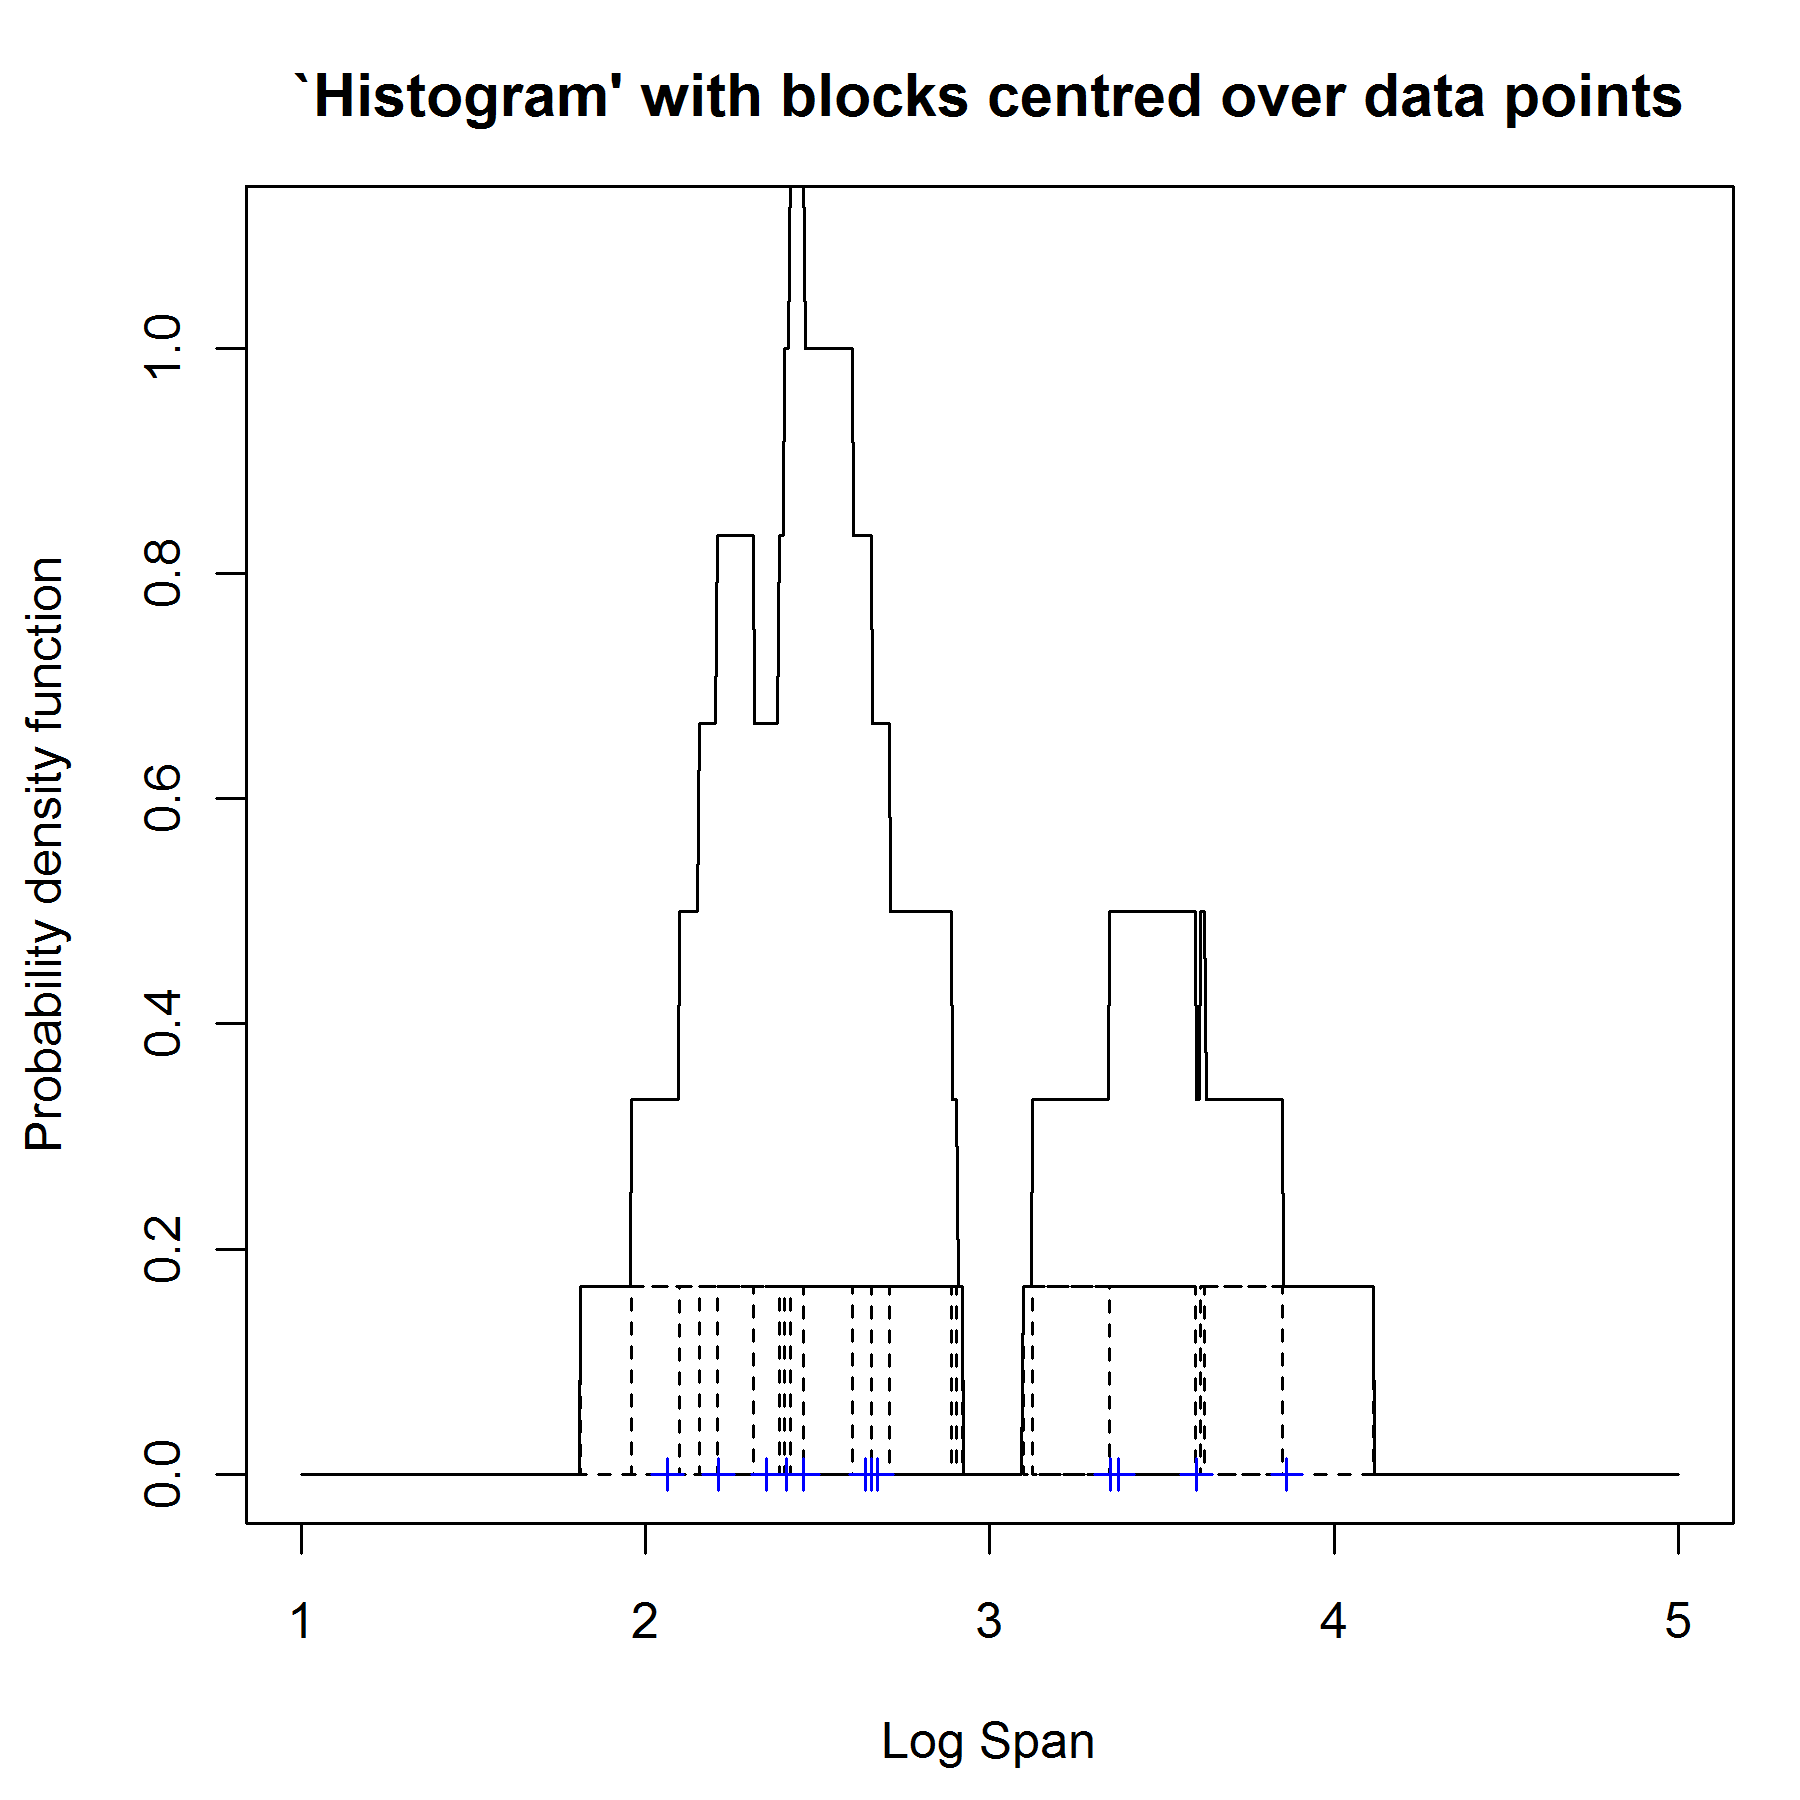 `Histogram' with blocks centred over data points
Probability density function
1.0
0.8
0.6
0.4
0.2
0.0
1 2 3 4 5
Log Span